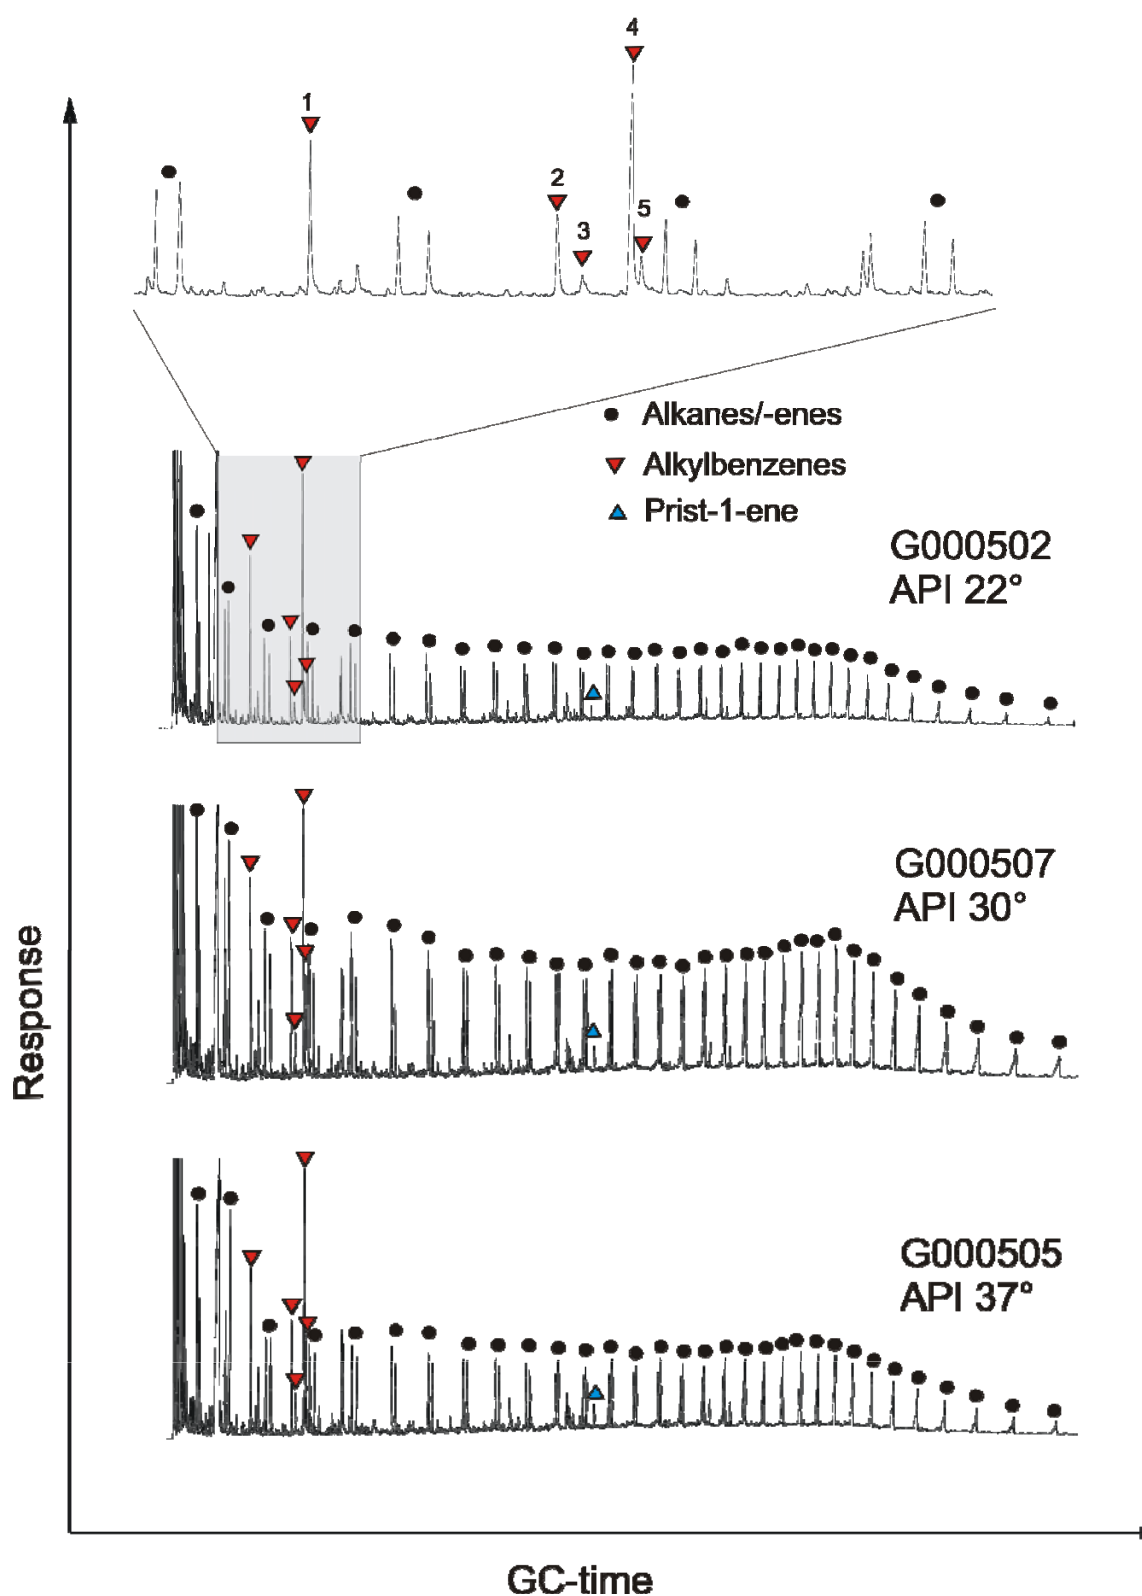 4
1
2
5
3
Alkanes/-enes
Alkylbenzenes
Prist-1-ene
G000502
API 22°
G000507
API 30°
G000505
API 37°
Response
GC-time